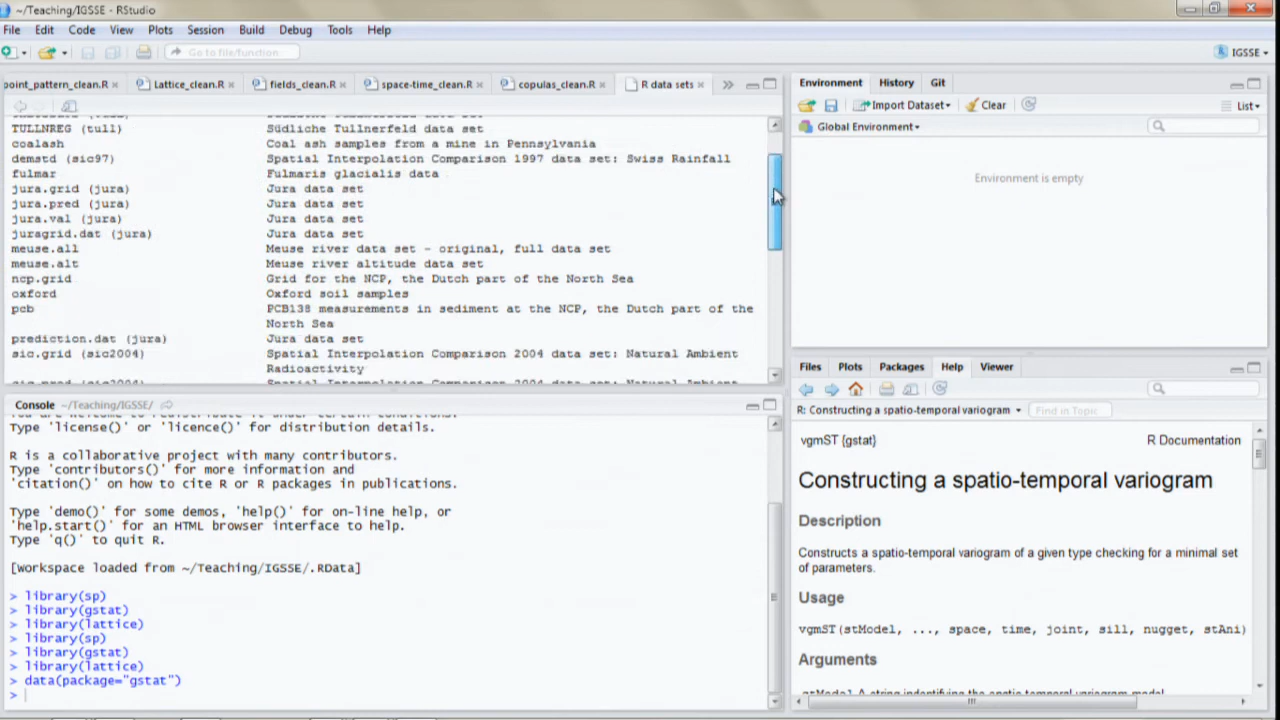 ~/Teaching/IGSSE - RStudio
File Edit Code View Plots Session Build Debug Tools Help
Go to file/function
IGSSE
point_pattern_clean.R Lattice_clean.R fields_clean.R space-time_clean.R copulas_clean.R R data sets
TULLNREG (tull) Südliche Tullnerfeld data set
coalash Coal ash samples from a mine in Pennsylvania
demstd (sic97) Spatial Interpolation Comparison 1997 data set: Swiss Rainfall
fulmar Fulmaris glacialis data
jura.grid (jura) Jura data set
jura.pred (jura) Jura data set
jura.val (jura) Jura data set
juragrid.dat (jura) Jura data set
meuse.all Meuse river data set - original, full data set
meuse.alt Meuse river altitude data set
ncp.grid Grid for the NCP, the Dutch part of the North Sea
oxford Oxford soil samples
pcb PCB138 measurements in sediment at the NCP, the Dutch part of the
North Sea
prediction.dat (jura) Jura data set
sic.grid (sic2004) Spatial Interpolation Comparison 2004 data set: Natural Ambient
Radioactivity
Console ~/Teaching/IGSSE/
Type 'license()' or 'licence()' for distribution details.
R is a collaborative project with many contributors.
Type 'contributors()' for more information and
'citation()' on how to cite R or R packages in publications.
Type 'demo()' for some demos, 'help()' for on-line help, or
'help.start()' for an HTML browser interface to help.
Type 'q()' to quit R.
[workspace loaded from ~/Teaching/IGSSE/.RData]
> library(sp)
> library(gstat)
> library(lattice)
> library(sp)
> library(gstat)
> library(lattice)
> data(package="gstat")
>
Environment History Git
Import Dataset Clear List
Global Environment
Environment is empty
Files Plots Packages Help Viewer
R: Constructing a spatio-temporal variogram Find in Topic
vgmST {gstat} R Documentation
Constructing a spatio-temporal variogram
Description
Constructs a spatio-temporal variogram of a given type checking for a minimal set
of parameters.
Usage
vgmST(stModel, ..., space, time, joint, sill, nugget, stAni)
Arguments